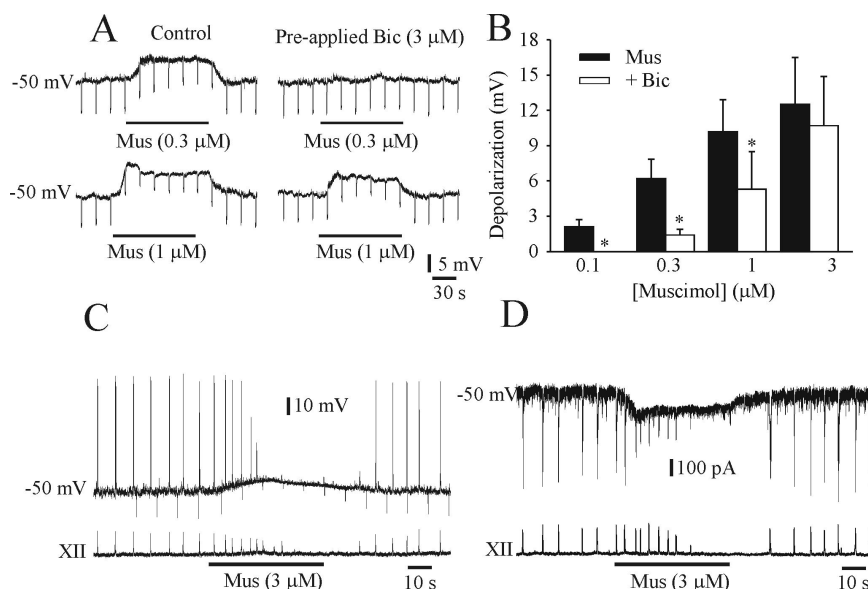 A
Control
Pre-applied Bic (3 μM)
-50 mV
Mus (0.3 μM)
Mus (0.3 μM)
-50 mV
Mus (1 μM)
Mus (1 μM)
5 mV
30 s
B
Depolarization (mV)
18
15
12
9
6
3
0
Mus
+ Bic
*
*
*
0.1
0.3
1
3
[Muscimol] (μM)
C
10 mV
-50 mV
XII
Mus (3 μM)
10 s
D
-50 mV
100 pA
XII
Mus (3 μM)
10 s